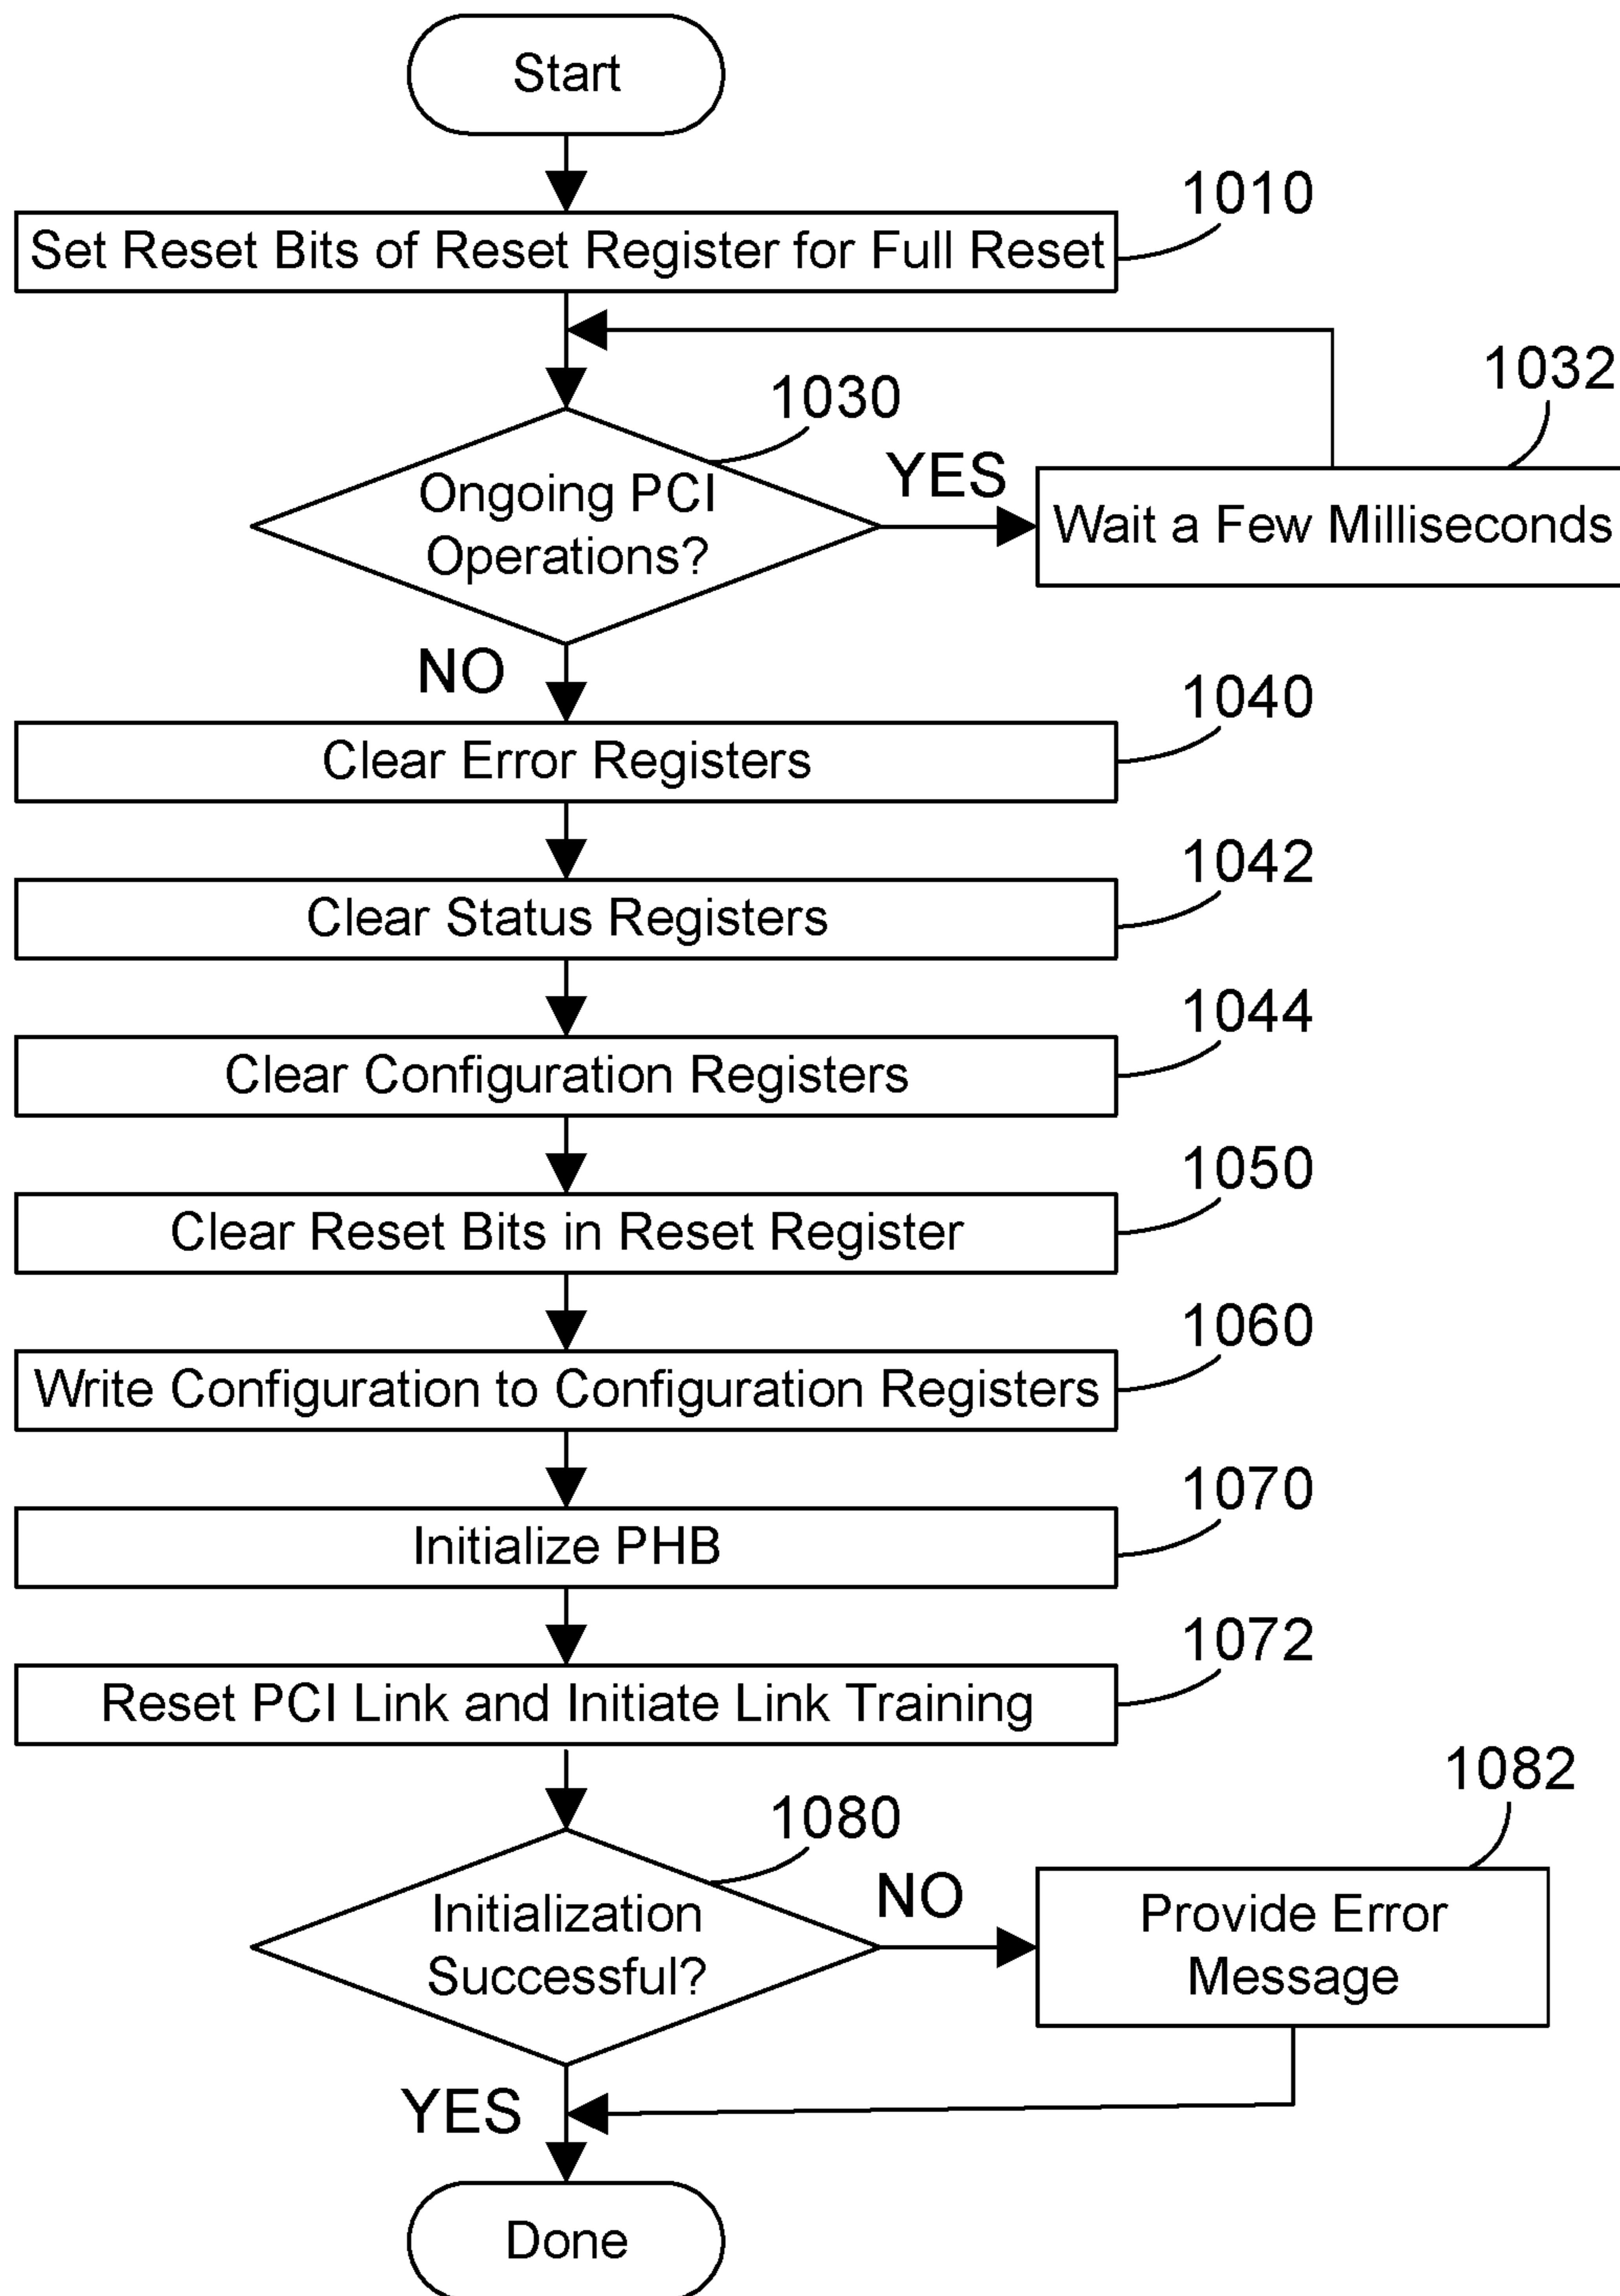 Start
1010
Set Reset Bits of Reset Register for Full Reset
1032
1030
Ongoing PCI
Operations?
YES
Wait a Few Milliseconds
NO
1040
Clear Error Registers
1042
Clear Status Registers
1044
Clear Configuration Registers
1050
Clear Reset Bits in Reset Register
1060
Write Configuration to Configuration Registers
1070
Initialize PHB
1072
Reset PCI Link and Initiate Link Training
1082
1080
Initialization
Successful?
NO
Provide Error
Message
YES
Done